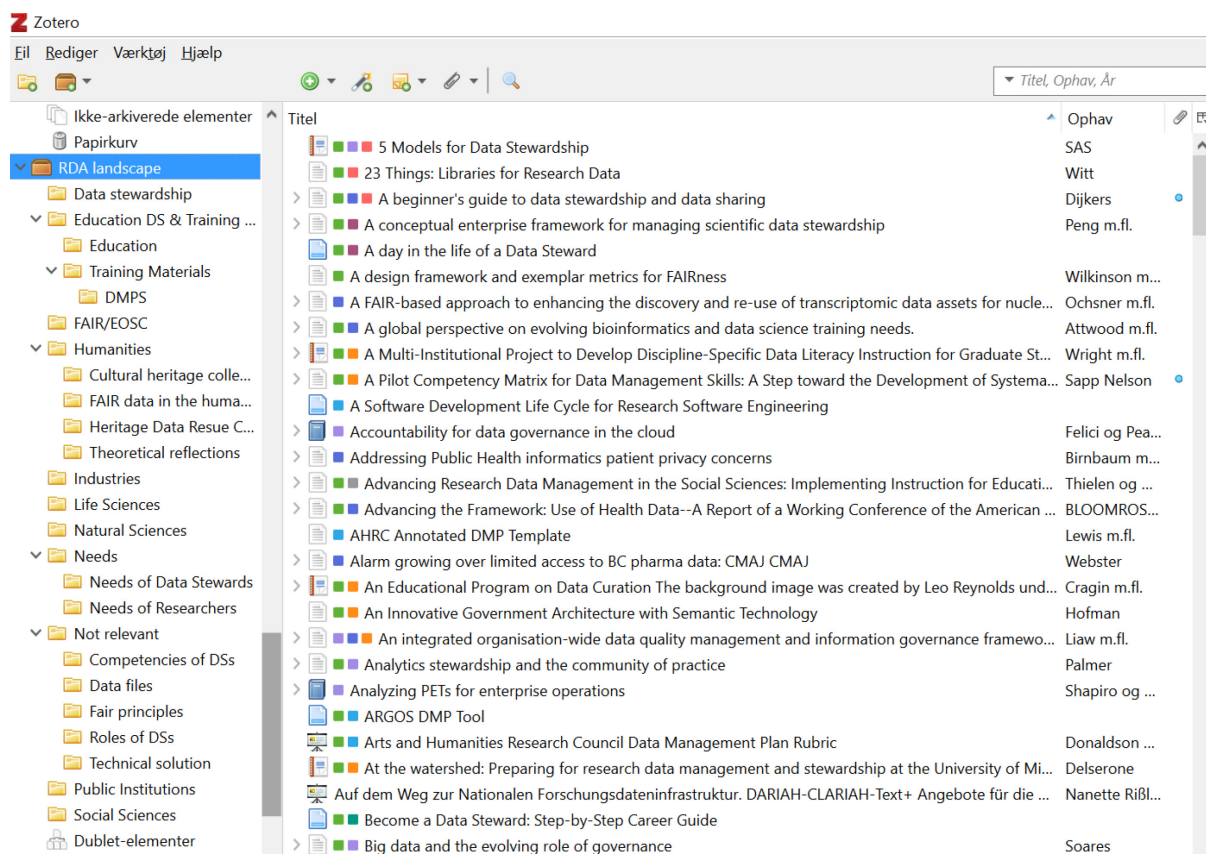 Zotero
Fil Rediger Værktøj Hjælp
Titel, Ophav, År
Ikke-arkiverede elementer
Papirkurv
RDA landscape
Data stewardship
Education DS & Training ...
Education
Training Materials
DMPS
FAIR/EOSC
Humanities
Cultural heritage colle...
FAIR data in the huma...
Heritage Data Resue C...
Theoretical reflections
Industries
Life Sciences
Natural Sciences
Needs
Needs of Data Stewards
Needs of Researchers
Not relevant
Competencies of DSs
Data files
Fair principles
Roles of DSs
Technical solution
Public Institutions
Social Sciences
Dublet-elementer
Titel Ophav
5 Models for Data Stewardship SAS
23 Things: Libraries for Research Data Witt
A beginner's guide to data stewardship and data sharing Dijkers
A conceptual enterprise framework for managing scientific data stewardship Peng m.fl.
A day in the life of a Data Steward
A design framework and exemplar metrics for FAIRness Wilkinson m...
A FAIR-based approach to enhancing the discovery and re-use of transcriptomic data assets for nucle... Ochsner m.fl.
A global perspective on evolving bioinformatics and data science training needs. Attwood m.fl.
A Multi-Institutional Project to Develop Discipline-Specific Data Literacy Instruction for Graduate St... Wright m.fl.
A Pilot Competency Matrix for Data Management Skills: A Step toward the Development of Systema... Sapp Nelson
A Software Development Life Cycle for Research Software Engineering
Accountability for data governance in the cloud Felici og Pea...
Addressing Public Health informatics patient privacy concerns Birnbaum m...
Advancing Research Data Management in the Social Sciences: Implementing Instruction for Educati... Thielen og ...
Advancing the Framework: Use of Health Data--A Report of a Working Conference of the American ... BLOOMROS...
AHRC Annotated DMP Template Lewis m.fl.
Alarm growing over limited access to BC pharma data: CMAJ CMAJ Webster
An Educational Program on Data Curation The background image was created by Leo Reynolds und... Cragin m.fl.
An Innovative Government Architecture with Semantic Technology Hofman
An integrated organisation-wide data quality management and information governance framewo... Liaw m.fl.
Analytics stewardship and the community of practice Palmer
Analyzing PETs for enterprise operations Shapiro og ...
ARGOS DMP Tool
Arts and Humanities Research Council Data Management Plan Rubric Donaldson ...
At the watershed: Preparing for research data management and stewardship at the University of Mi... Delserone
Auf dem Weg zur Nationalen Forschungsdateninfrastruktur. DARIAH-CLARIAH-Text+ Angebote für die ... Nanette Rißl...
Become a Data Steward: Step-by-Step Career Guide
Big data and the evolving role of governance Soares